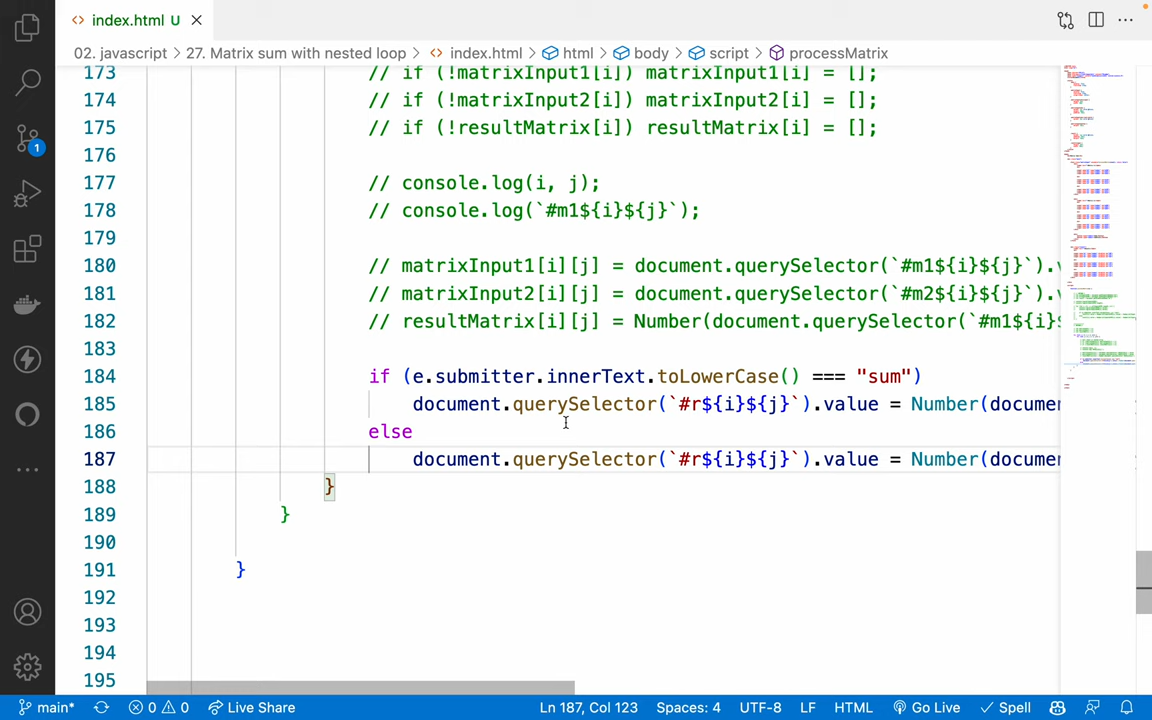 index.html U
02. javascript > 27. Matrix sum with nested loop > index.html > html > body > script > processMatrix
173 // if (!matrixInput1[i]) matrixInput1[i] = [];
174 // if (!matrixInput2[i]) matrixInput2[i] = [];
175 // if (!resultMatrix[i]) resultMatrix[i] = [];
176
177 // console.log(i, j);
178 // console.log(`#m1${i}${j}`);
179
180 // matrixInput1[i][j] = document.querySelector(`#m1${i}${j}`).v
181 // matrixInput2[i][j] = document.querySelector(`#m2${i}${j}`).v
182 // resultMatrix[i][j] = Number(document.querySelector(`#m1${i}$
183
184 if (e.submitter.innerText.toLowerCase() === "sum")
185 document.querySelector(`#r${i}${j}`).value = Number(docume
186 else
187 document.querySelector(`#r${i}${j}`).value = Number(docume
188 }
189 }
190
191 }
192
193
194
195
1
main* 0 0 Live Share Ln 187, Col 123 Spaces: 4 UTF-8 LF HTML Go Live Spell